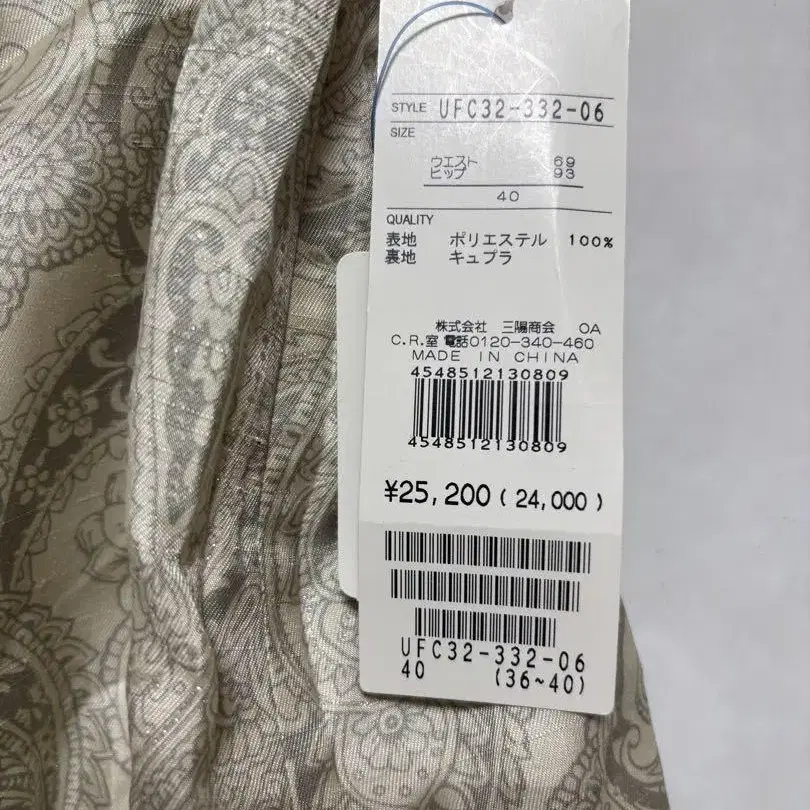 STYLE UFC32-332-06
SIZE
ウエスト 69
ヒップ 93
40
QUALITY
表地 ポリエステル 100%
裏地 キュプラ
株式会社 三陽商会 OA
C.R.室 電話0120-340-460
MADE IN CHINA
4548512130809
4548512130809
¥25,200 (24,000)
UFC32-332-06
40 (36~40)